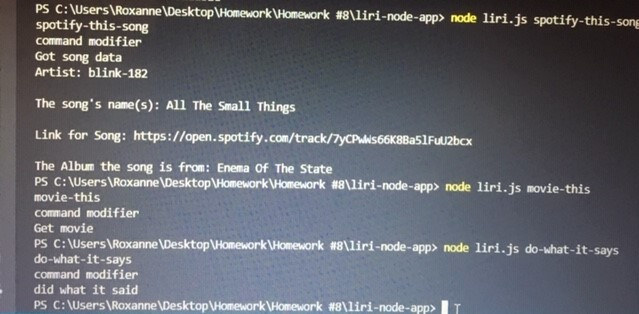 PS C:\Users\Roxanne\Desktop\Homework\Homework #8\liri-node-app> node liri.js spotify-this-song
spotify-this-song
command modifier
Got song data
Artist: blink-182
The song's name(s): All The Small Things
Link for Song: https://open.spotify.com/track/7yCPwWs66K8Ba5lFuU2bcx
The Album the song is from: Enema Of The State
PS C:\Users\Roxanne\Desktop\Homework\Homework #8\liri-node-app> node liri.js movie-this
movie-this
command modifier
Get movie
PS C:\Users\Roxanne\Desktop\Homework\Homework #8\liri-node-app> node liri.js do-what-it-says
do-what-it-says
command modifier
did what it said
PS C:\Users\Roxanne\Desktop\Homework\Homework #8\liri-node-app>